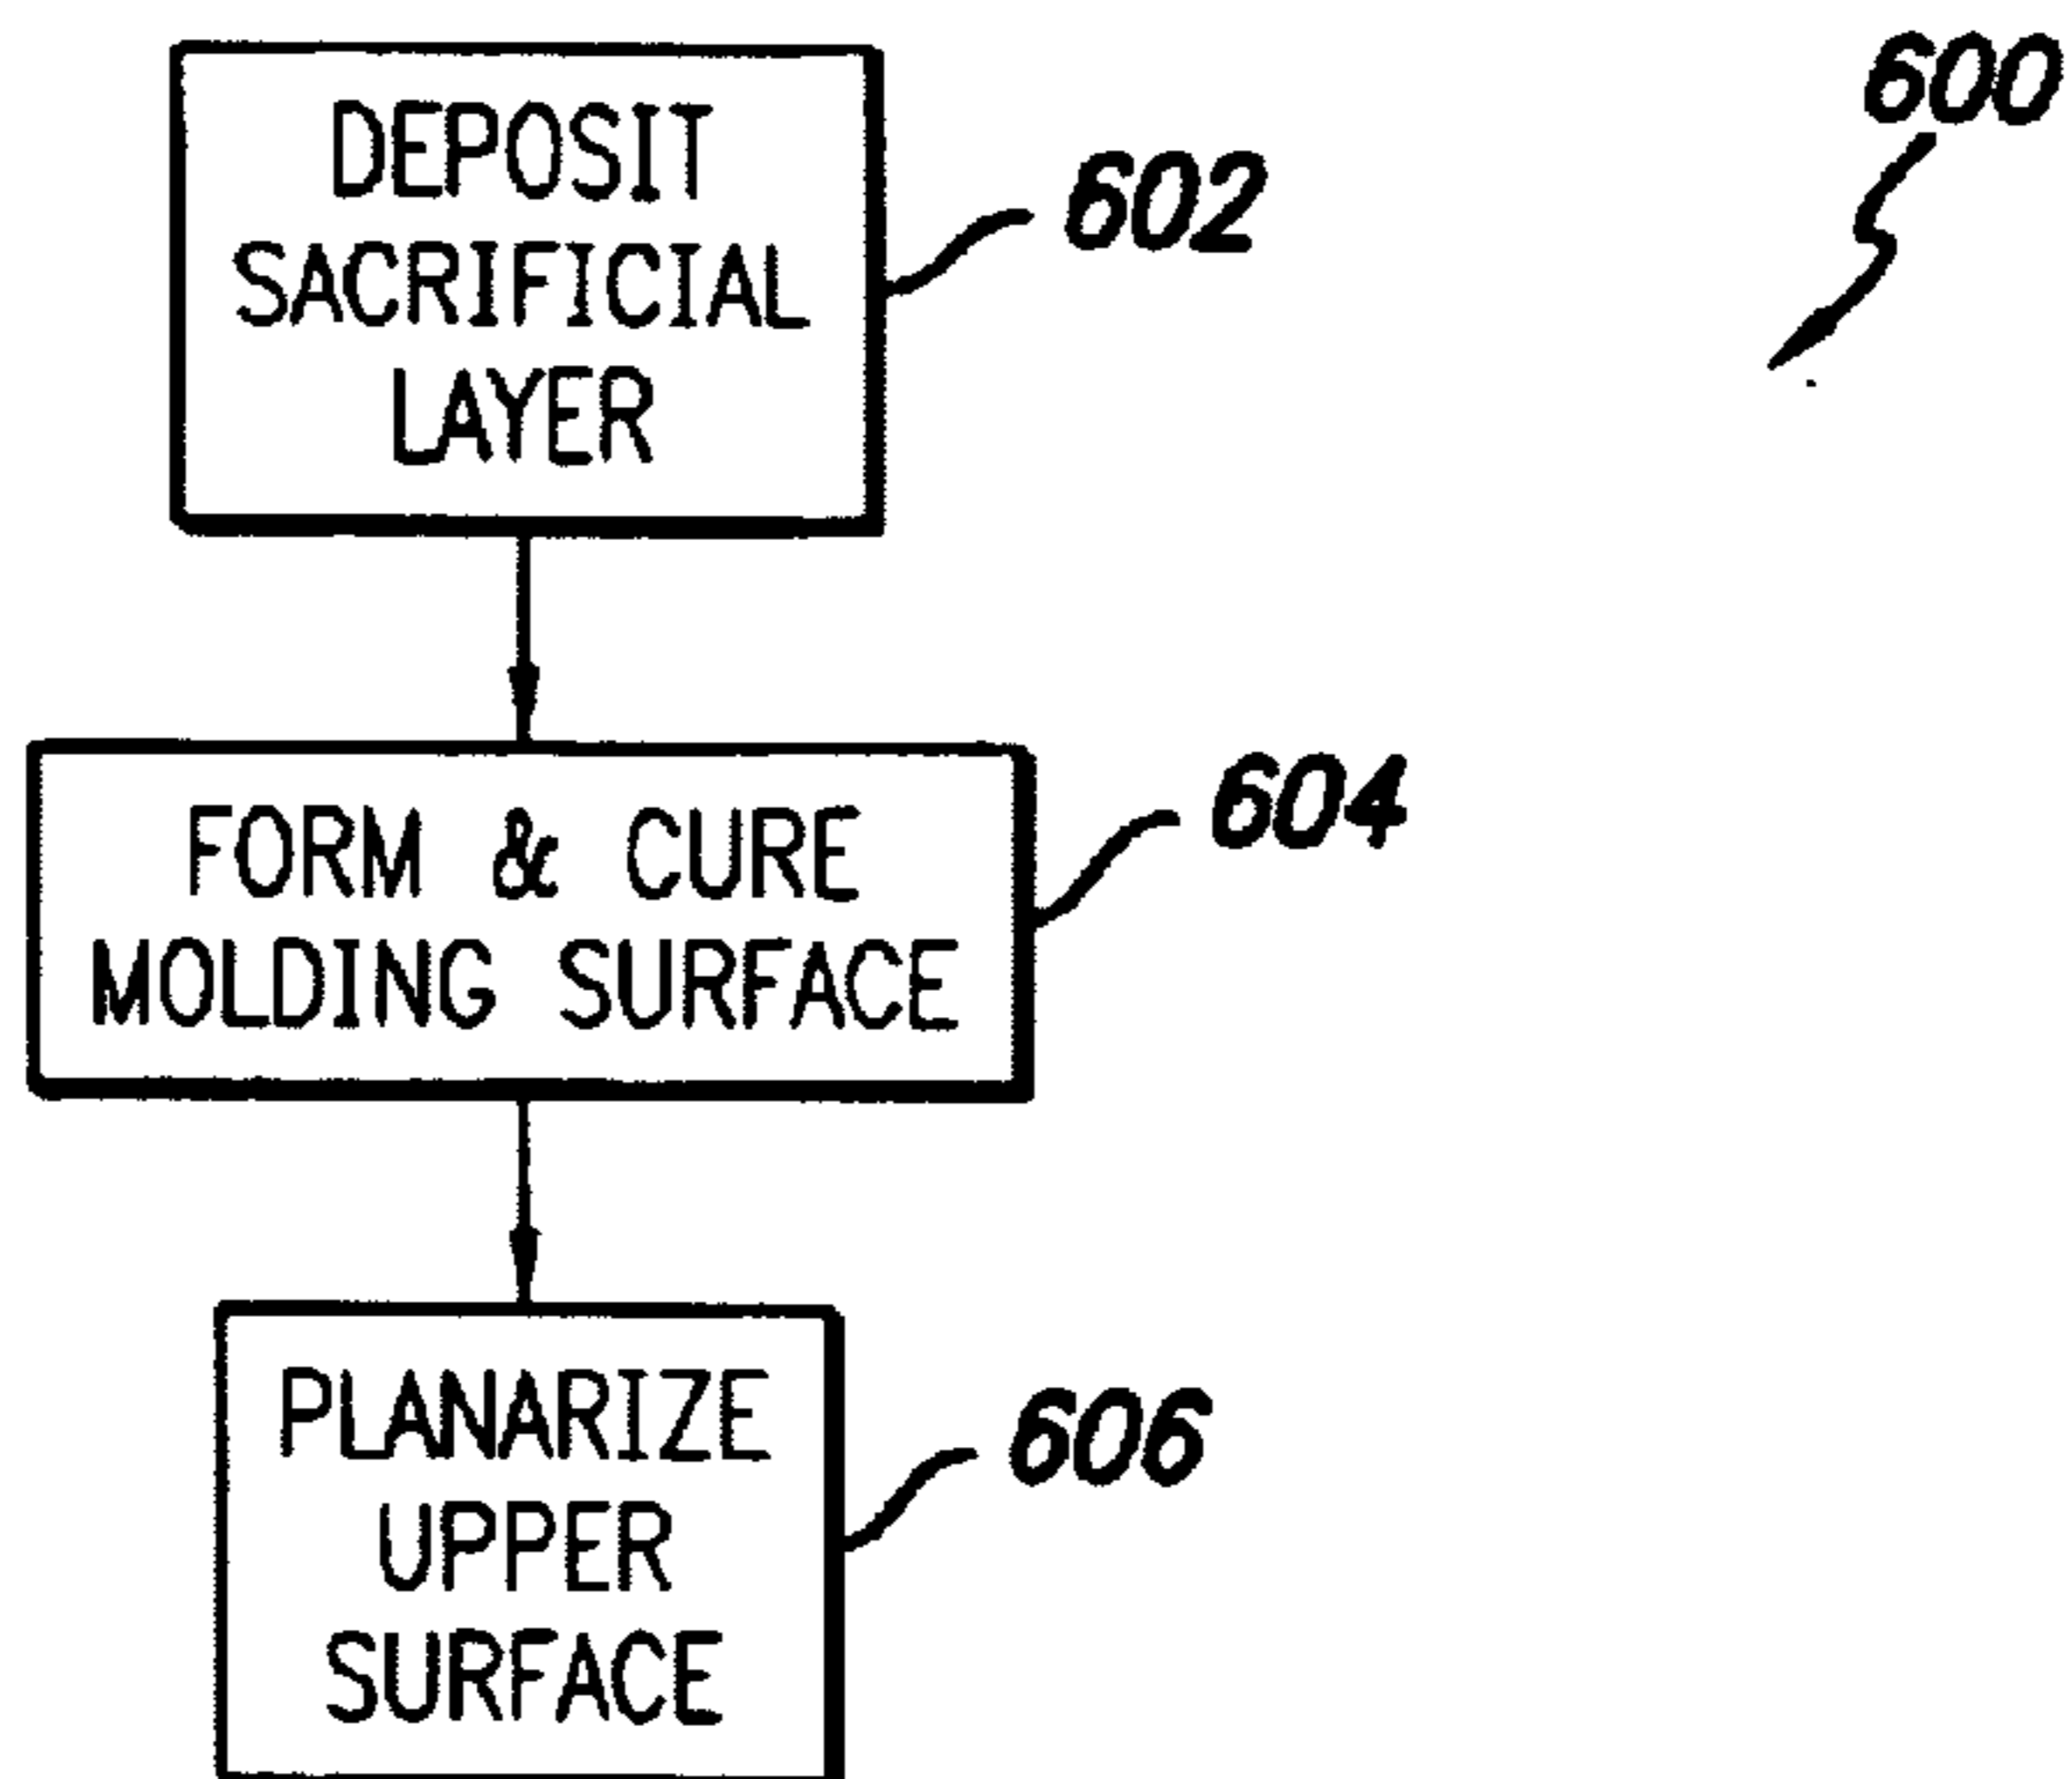 600
DEPOSIT
SACRIFICIAL
LAYER
602
FORM & CURE
MOLDING SURFACE
604
PLANARIZE
UPPER
SURFACE
606